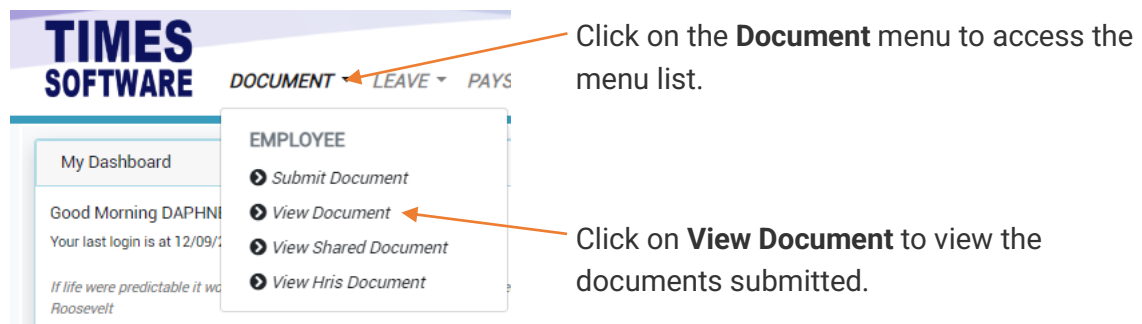 TIMES
SOFTWARE
DOCUMENT LEAVE PAYS
Click on the Document menu to access the
menu list.
EMPLOYEE
My Dashboard
Submit Document
Good Morning DAPHNE
View Document
Your last login is at 12/09/2
View Shared Document
Click on View Document to view the
documents submitted.
If life were predictable it wo
View Hris Document
Roosevelt